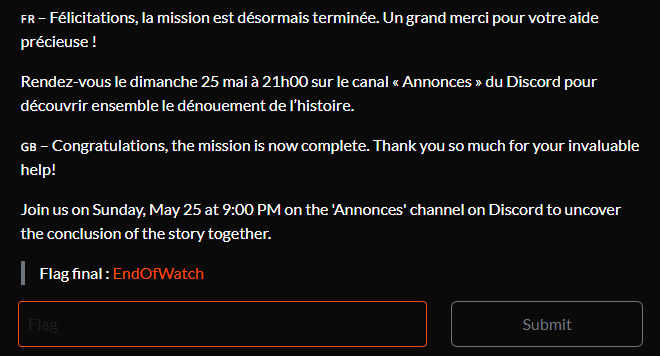 FR – Félicitations, la mission est désormais terminée. Un grand merci pour votre aide
précieuse !
Rendez-vous le dimanche 25 mai à 21h00 sur le canal « Annonces » du Discord pour
découvrir ensemble le dénouement de l'histoire.
GB – Congratulations, the mission is now complete. Thank you so much for your invaluable
help!
Join us on Sunday, May 25 at 9:00 PM on the 'Annonces' channel on Discord to uncover
the conclusion of the story together.
Flag final : EndOfWatch
Flag
Submit